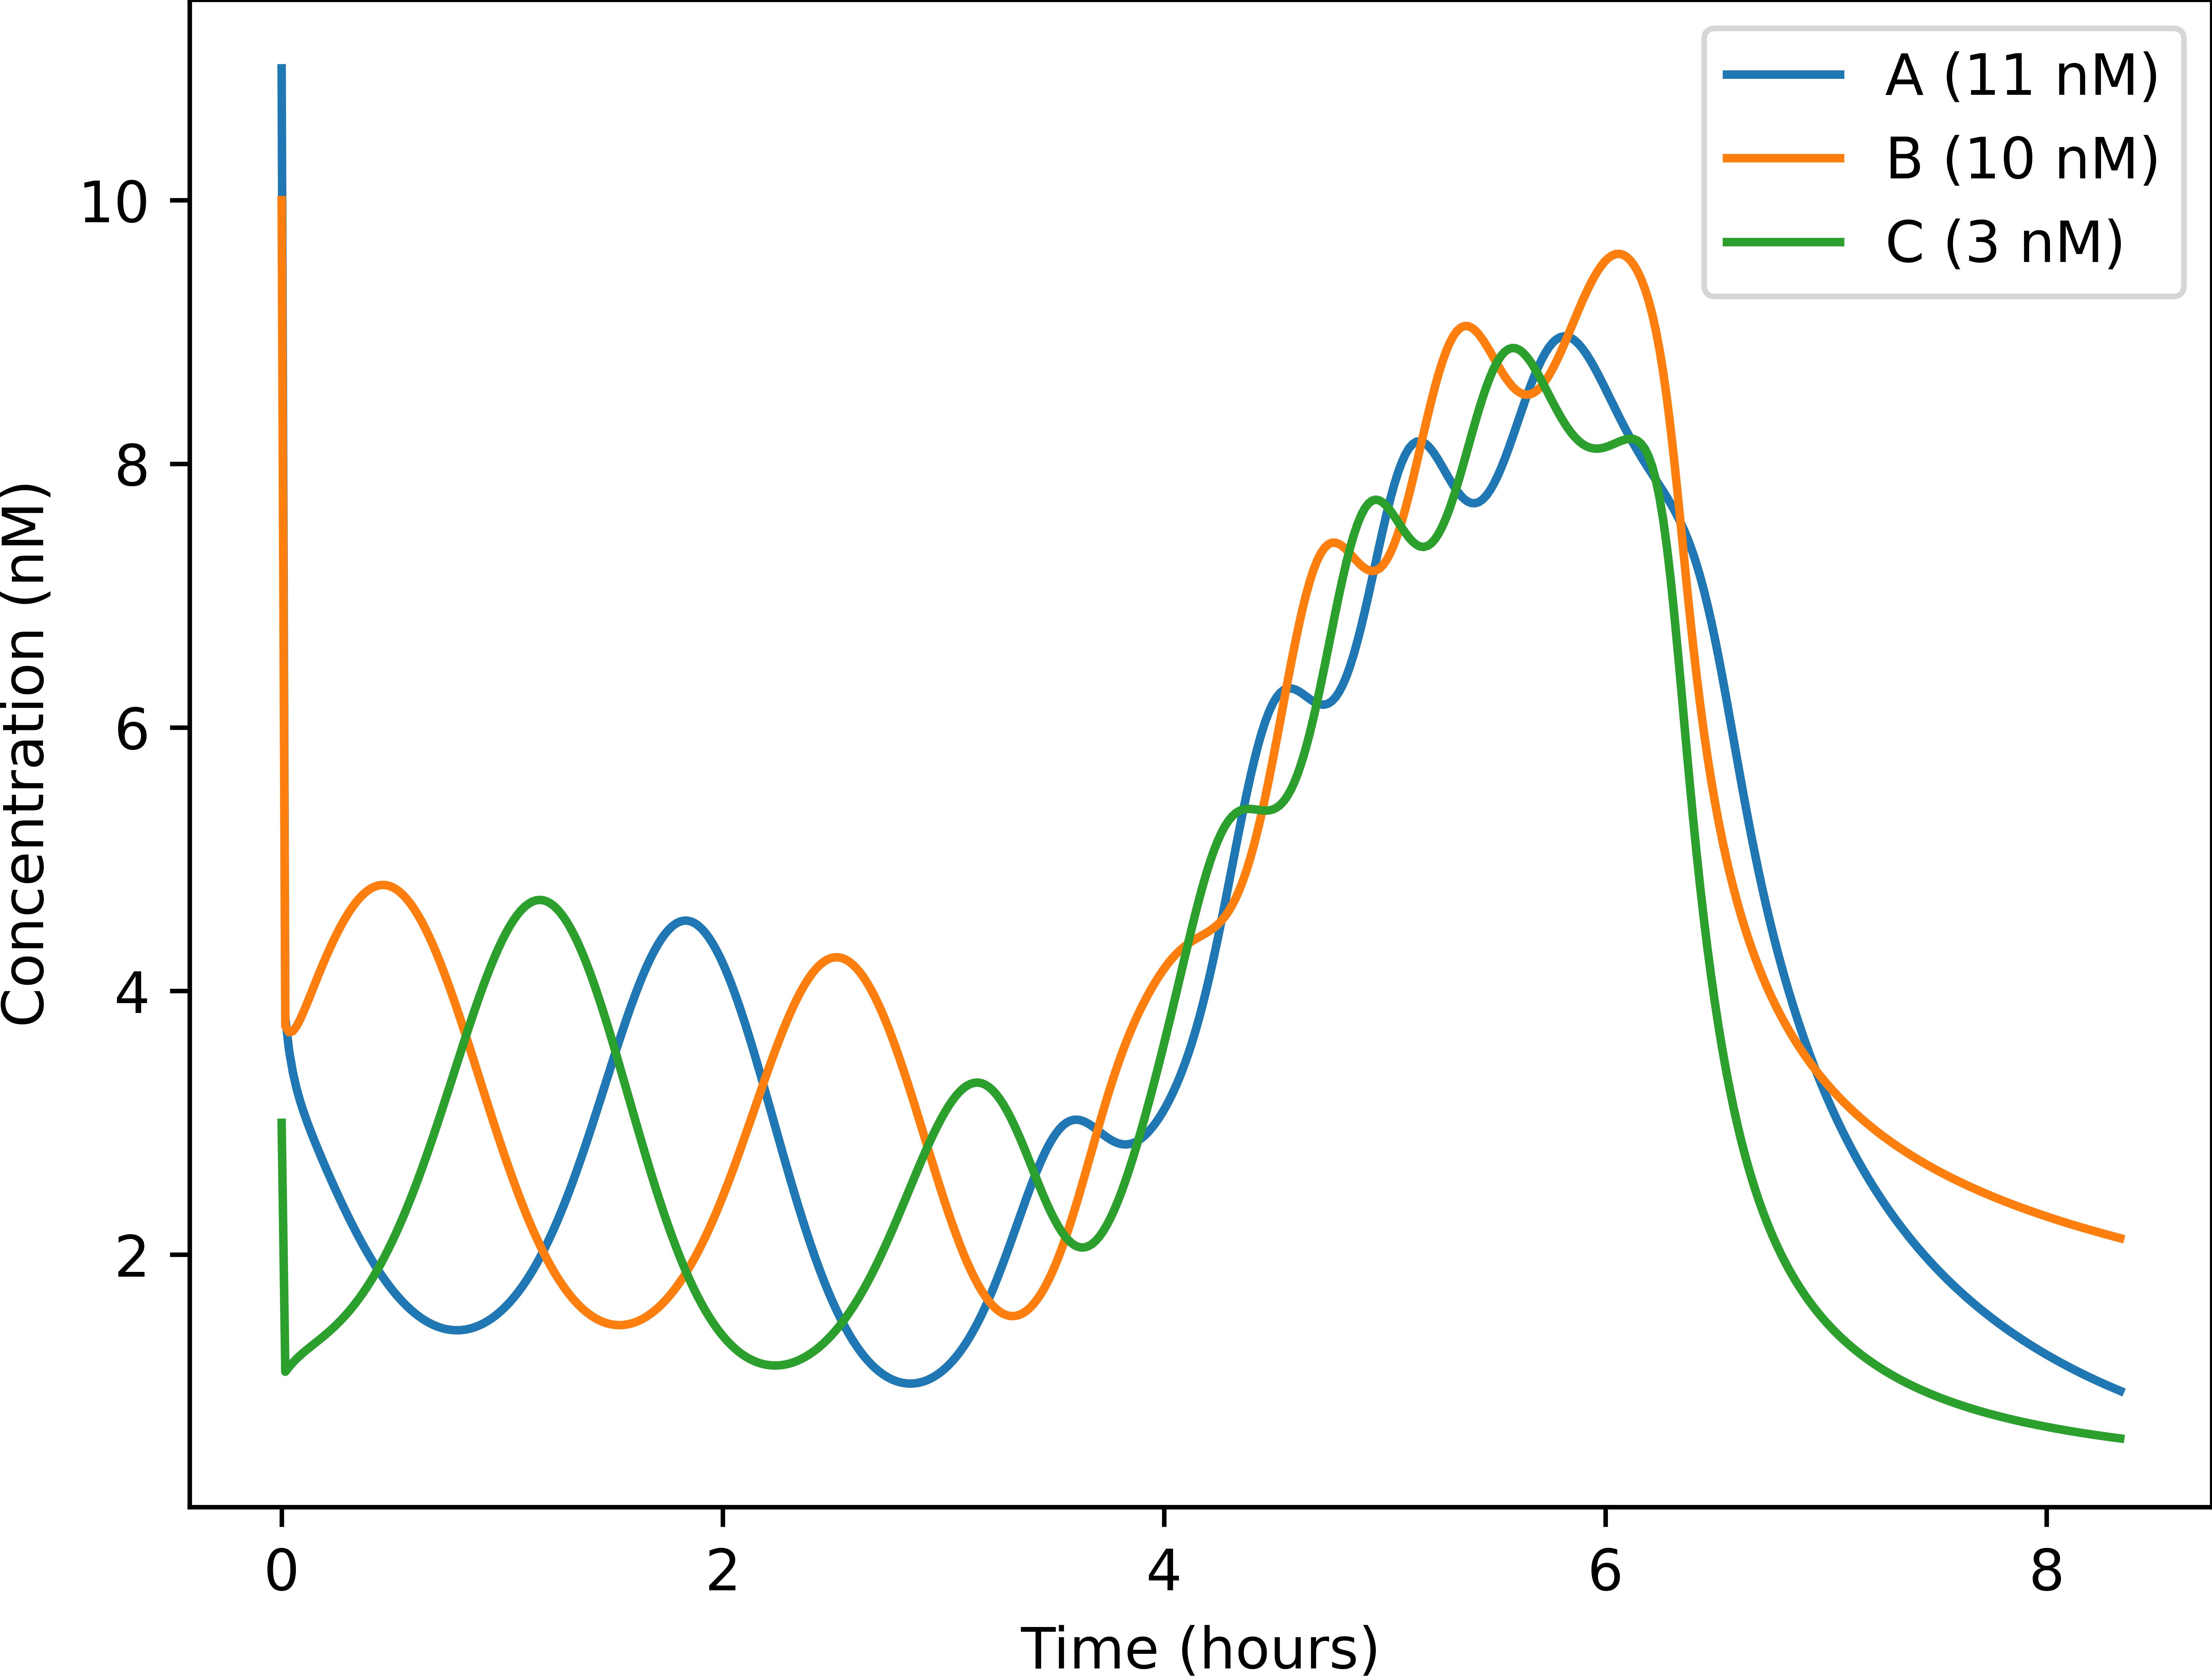 A (11 nM)
B (10 nM)
C (3 nM)
10
8
6
4
2
Concentration (nM)
0 2 4 6 8
Time (hours)